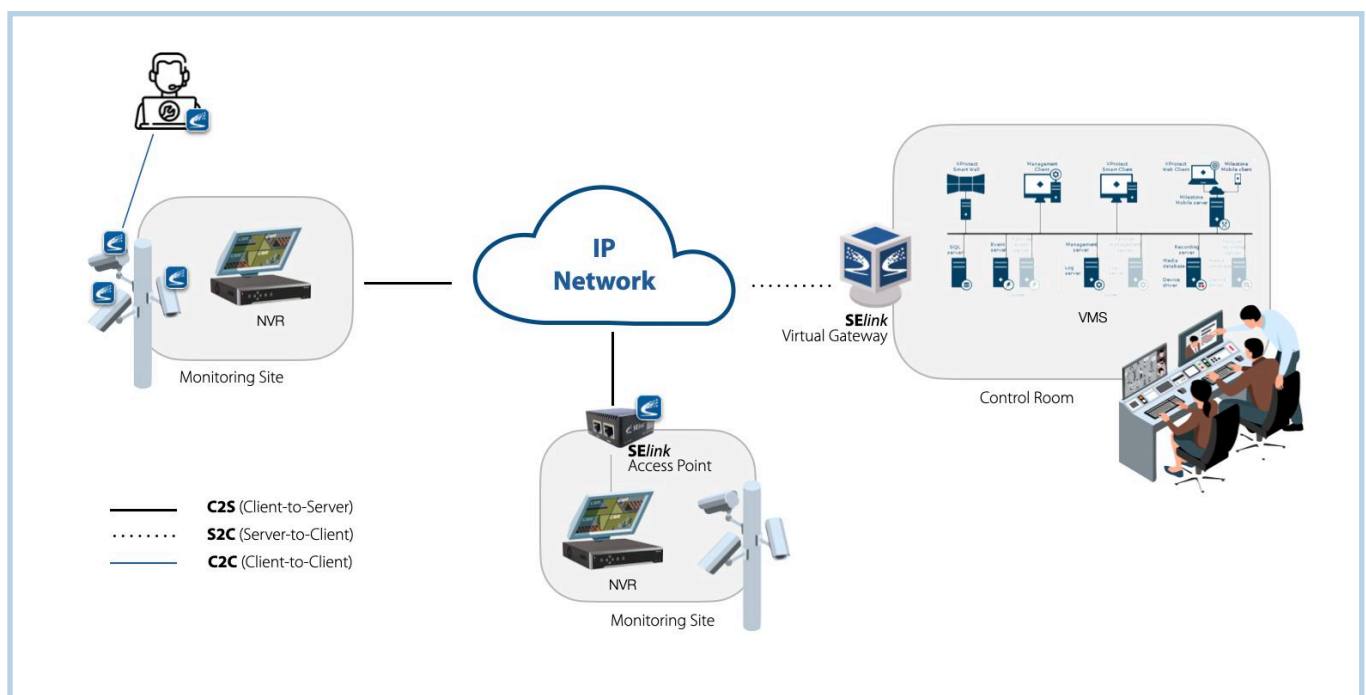 XProtect
Smart Wall
Management
Client
XProtect
Smart Client
XProtect
Web Client
Milestone
Mobile client
Milestone
Mobile server
IP
Network
SQL
server
Event
server
Management
server
Log
server
Recording
server
Media
database
Device
driver
NVR
VMS
SElink
Virtual Gateway
Monitoring Site
Control Room
SElink
SElink
Access Point
C2S (Client-to-Server)
S2C (Server-to-Client)
C2C (Client-to-Client)
NVR
Monitoring Site